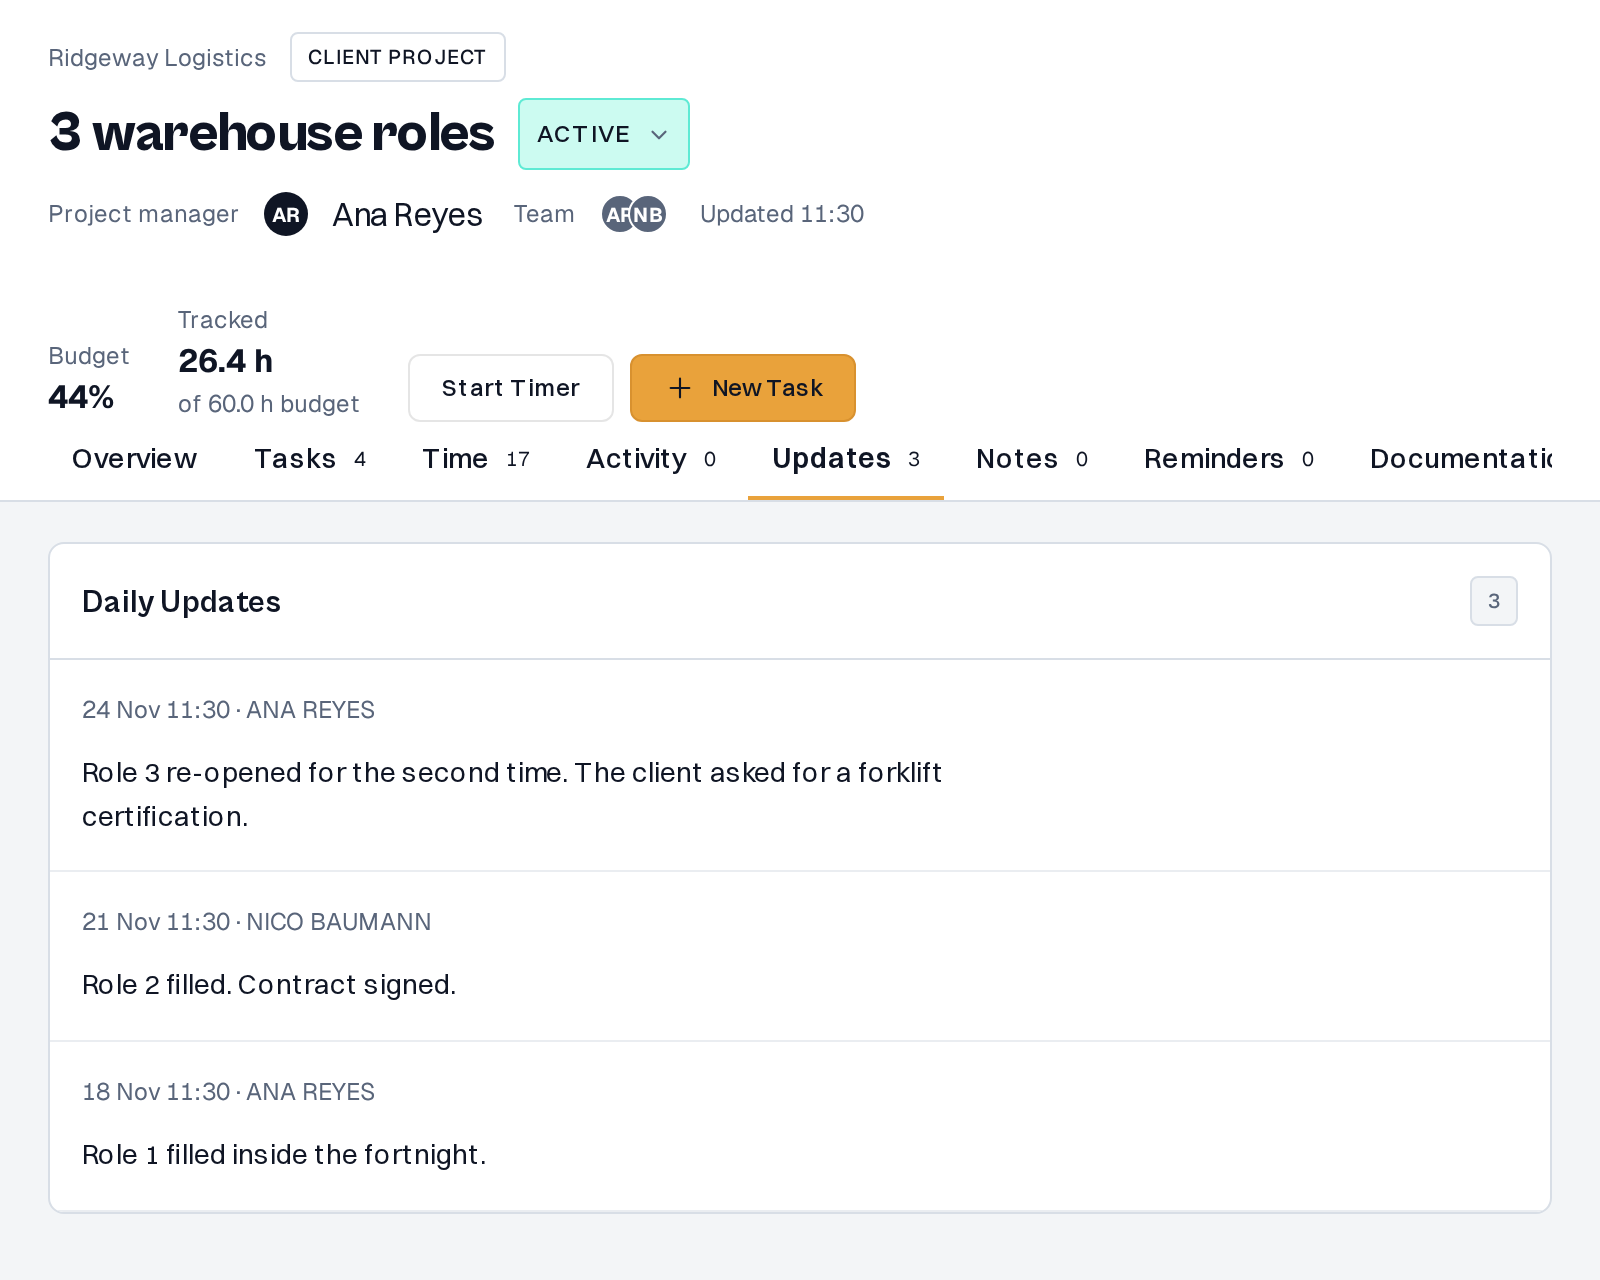 Ridgeway Logistics CLIENT PROJECT
3 warehouse roles ACTIVE
Project manager AR Ana Reyes Team AR NB Updated 11:30
Tracked
Budget 26.4 h
44% of 60.0 h budget
Start Timer New Task
Overview Tasks 4 Time 17 Activity 0 Updates 3 Notes 0 Reminders 0
Daily Updates 3
24 Nov 11:30 · ANA REYES
Role 3 re-opened for the second time. The client asked for a forklift
certification.
21 Nov 11:30 · NICO BAUMANN
Role 2 filled. Contract signed.
18 Nov 11:30 · ANA REYES
Role 1 filled inside the fortnight.